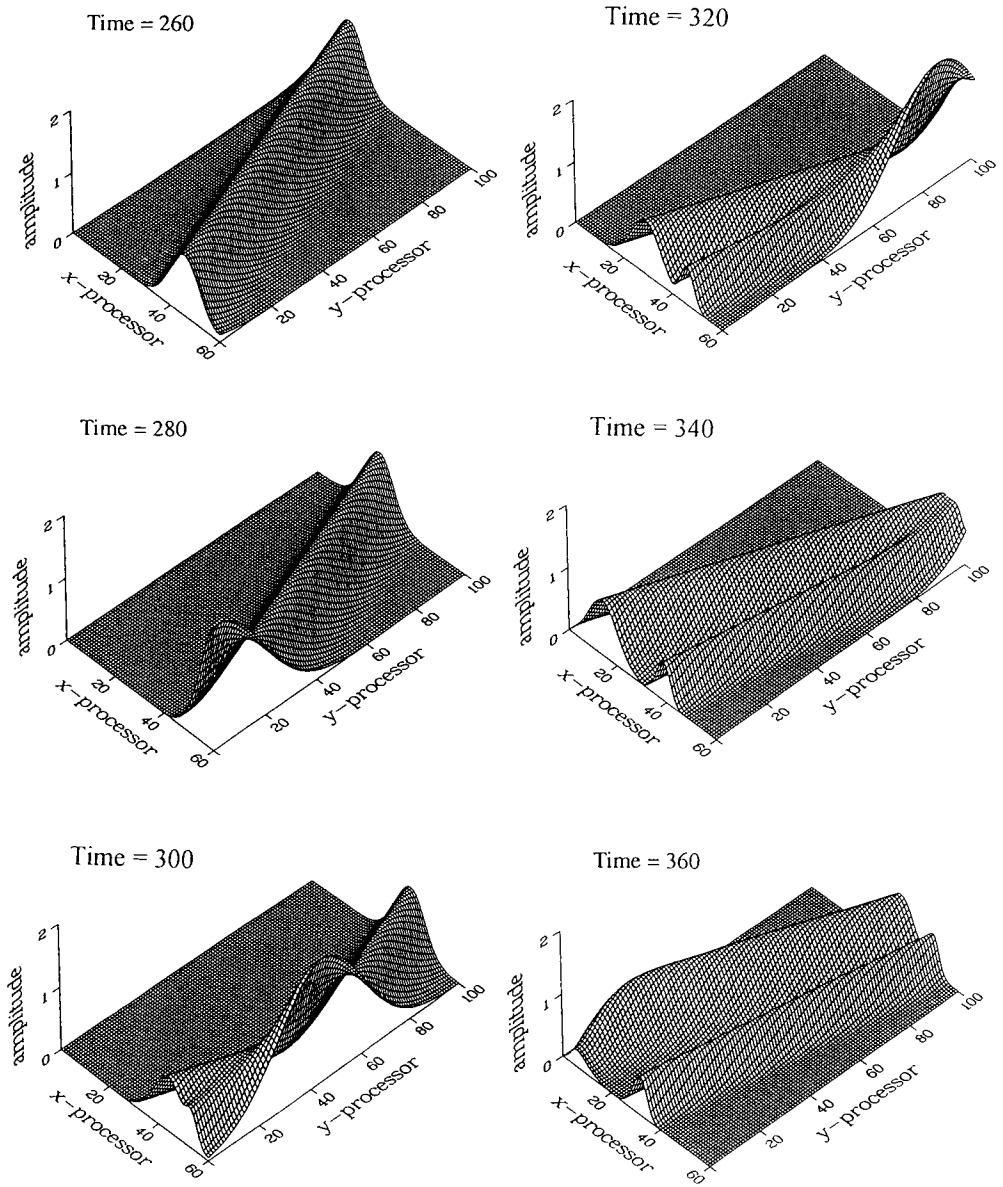 Time = 260
2
1
0
amplitude
20
40
60
x-processor
20
40
60
80
100
y-processor
Time = 320
2
1
0
amplitude
20
40
60
x-processor
20
40
60
80
100
y-processor
Time = 280
2
1
0
amplitude
20
40
60
x-processor
20
40
60
80
100
y-processor
Time = 340
2
1
0
amplitude
20
40
60
x-processor
20
40
60
80
100
y-processor
Time = 300
2
1
0
amplitude
20
40
60
x-processor
20
40
60
80
100
y-processor
Time = 360
2
1
0
amplitude
20
40
60
x-processor
20
40
60
80
100
y-processor